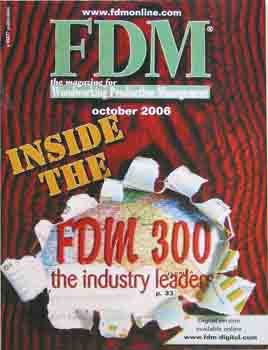 www.fdmonline.com
FDM®
the magazine for
Woodworking Production Management
october 2006
INSIDE
THE
FDM 300
the industry leaders
p. 33
Digital version
available online
www.fdm-digital.com